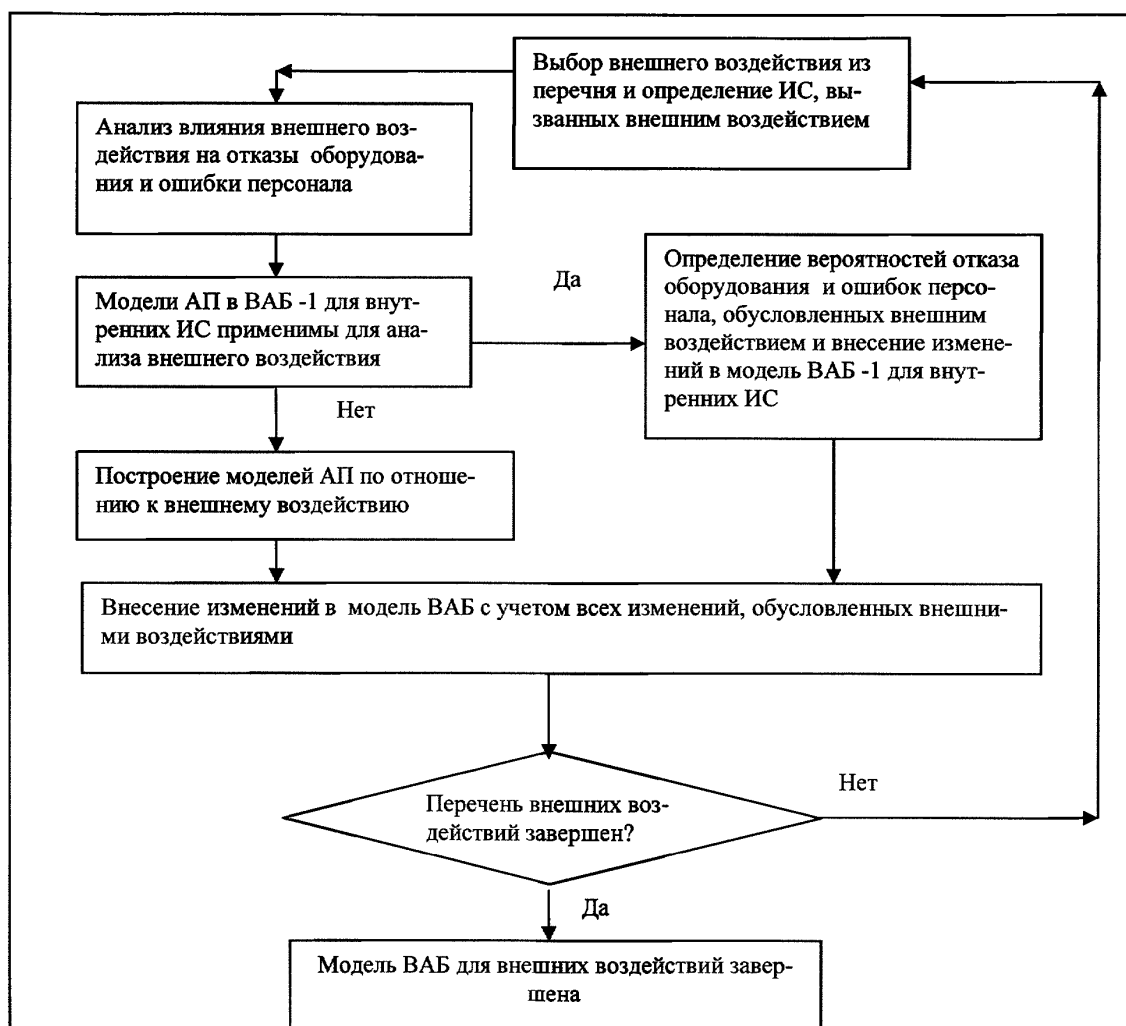 Выбор внешнего воздействия из
перечня и определение ИС, вы-
званных внешним воздействием
Анализ влияния внешнего воз-
действия на отказы оборудова-
ния и ошибки персонала
Модели АП в ВАБ -1 для внут-
ренних ИС применимы для ана-
лиза внешнего воздействия
Да
Определение вероятностей отказа
оборудования и ошибок персо-
нала, обусловленных внешним
воздействием и внесение измене-
ний в модель ВАБ -1 для внут-
ренних ИС
Нет
Построение моделей АП по отноше-
нию к внешнему воздействию
Внесение изменений в модель ВАБ с учетом всех изменений, обусловленных внешни-
ми воздействиями
Перечень внешних воз-
действий завершен?
Нет
Да
Модель ВАБ для внешних воздействий завер-
шена